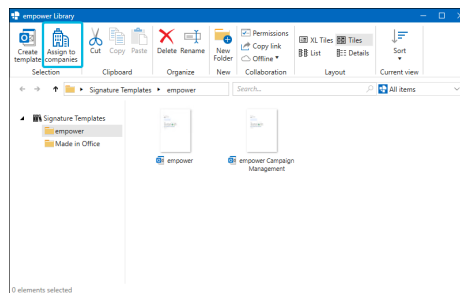 empower Library
Create template
Assign to companies
Cut
Copy
Paste
Delete
Rename
New Folder
Permissions
Copy link
Offline
XL Tiles
Tiles
List
Details
Sort
Selection
Clipboard
Organize
New
Collaboration
Layout
Current view
Signature Templates
empower
Search...
All items
Signature Templates
empower
Made in Office
empower
empower Campaign
Management
0 elements selected